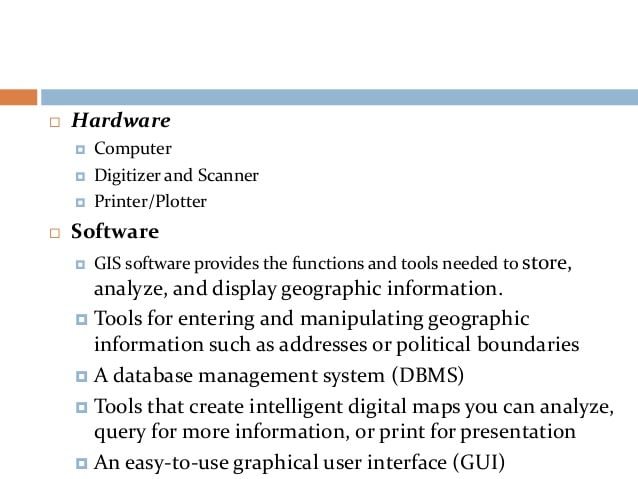 Hardware
Computer
Digitizer and Scanner
Printer/Plotter
Software
GIS software provides the functions and tools needed to store,
analyze, and display geographic information.
Tools for entering and manipulating geographic
information such as addresses or political boundaries
A database management system (DBMS)
Tools that create intelligent digital maps you can analyze,
query for more information, or print for presentation
An easy-to-use graphical user interface (GUI)